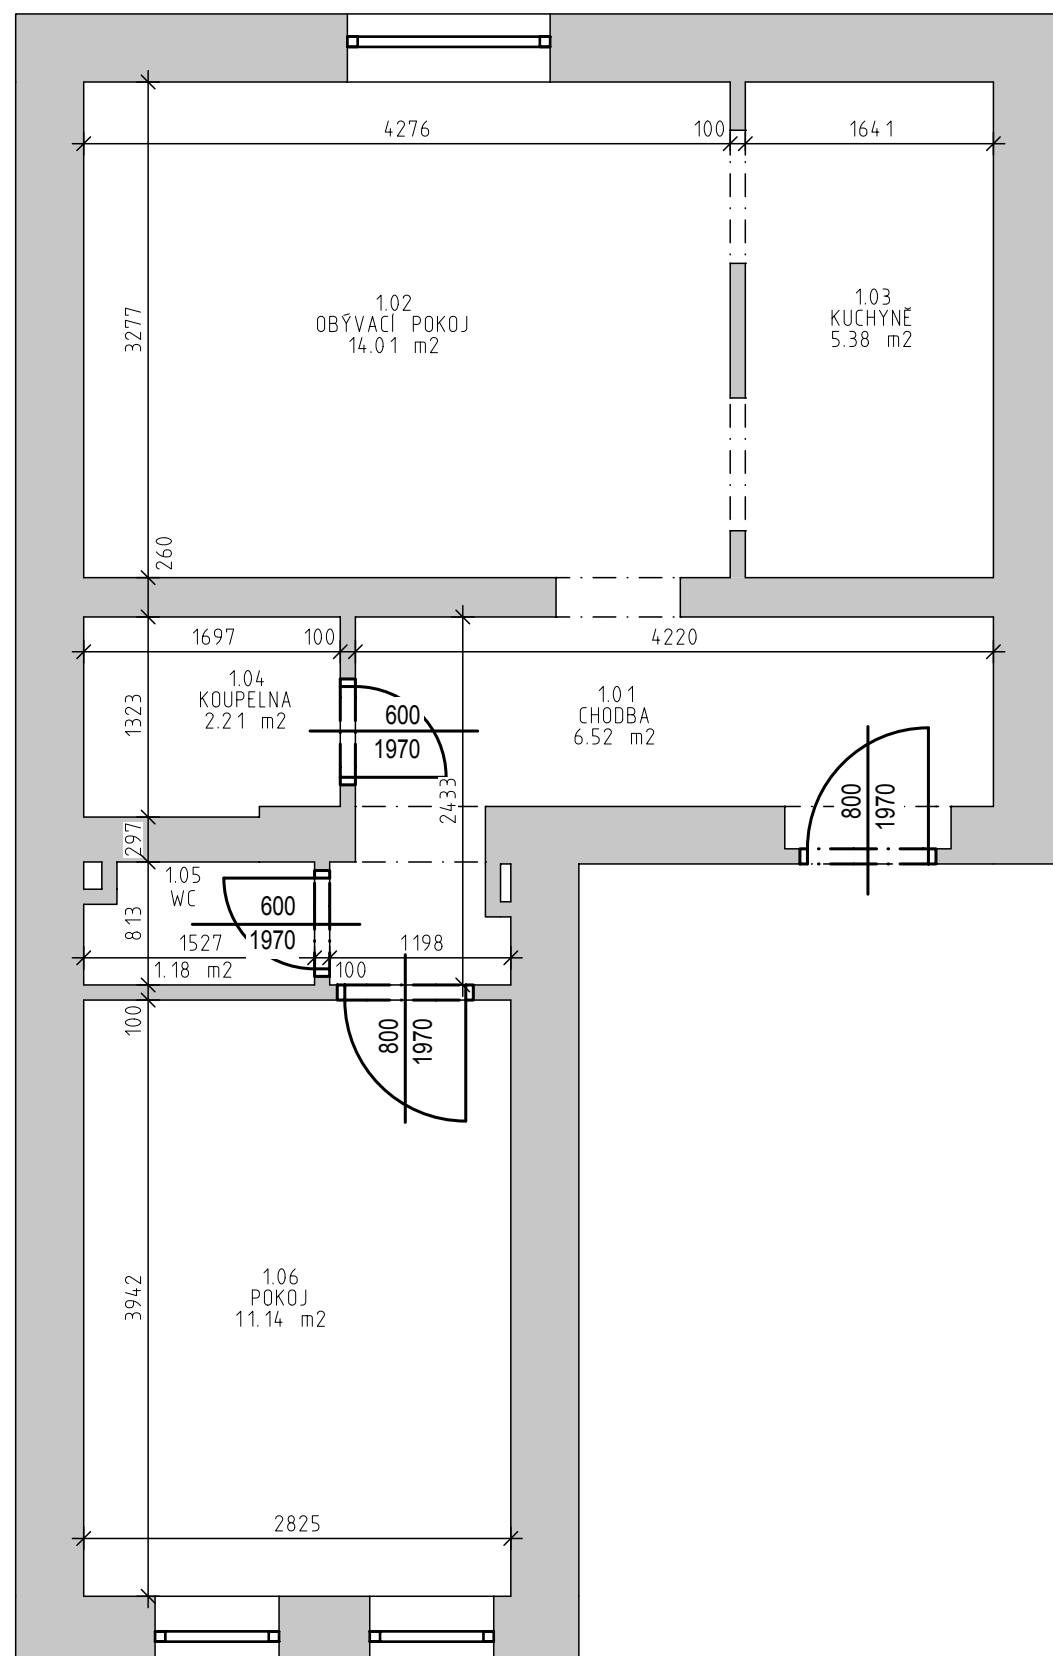 4276
100
1641
3277
1.02
OBÝVACÍ POKOJ
14.01 m2
1.03
KUCHYNĚ
5.38 m2
260
1697
100
4220
1323
1.04
KOUPELNA
2.21 m2
600
1970
1.01
CHODBA
6.52 m2
2433
800
1970
297
1.05
WC
813
600
1970
1527
1198
1.18 m2
100
100
800
1970
3942
1.06
POKOJ
11.14 m2
2825